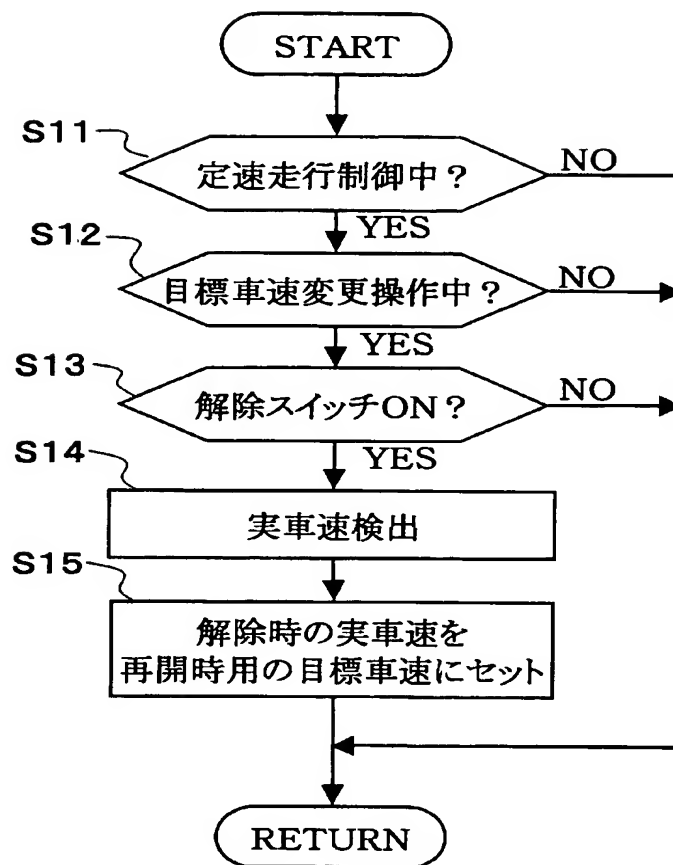 START
S11
定速走行制御中?
NO
YES
S12
目標車速変更操作中?
NO
YES
S13
解除スイッチON?
NO
YES
S14
実車速検出
S15
解除時の実車速を
再開時用の目標車速にセット
RETURN